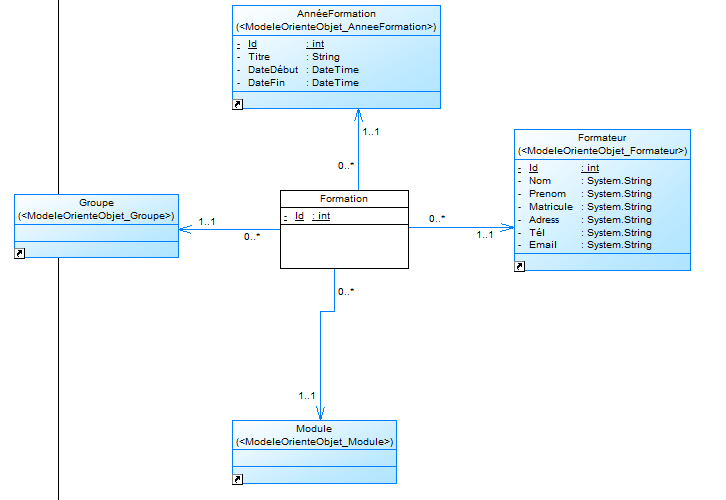 AnnéeFormation
(<ModeleOrienteObjet_AnneeFormation>)
- Id : int
- Titre : String
- DateDébut : DateTime
- DateFin : DateTime
1..1
0..*
Formateur
(<ModeleOrienteObjet_Formateur>)
- Id : int
- Nom : System.String
- Prenom : System.String
- Matricule : System.String
- Adress : System.String
- Tél : System.String
- Email : System.String
Groupe
(<ModeleOrienteObjet_Groupe>)
1..1
0..*
Formation
- Id : int
0..*
1..1
0..*
1..1
Module
(<ModeleOrienteObjet_Module>)